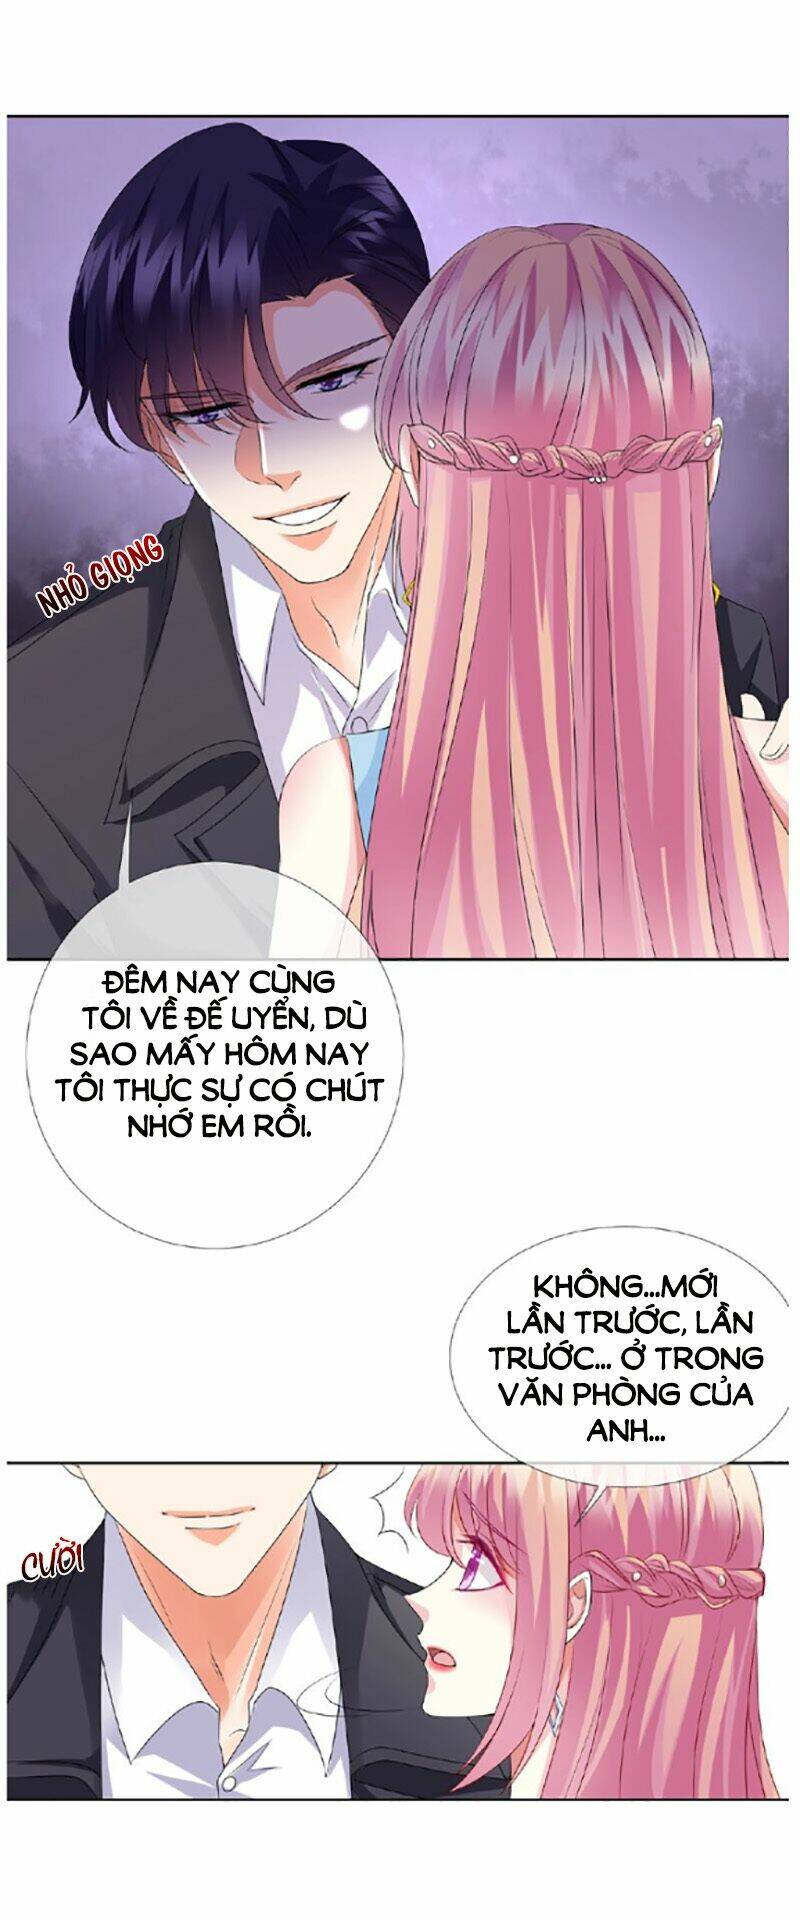 NHỎ GIỌNG
ĐÊM NAY CÙNG
TÔI VỀ ĐẾ UYỂN, DÙ
SAO MẤY HÔM NAY
TÔI THỰC SỰ CÓ CHÚT
NHỚ EM RỒI.
KHÔNG...MỚI
LẦN TRƯỚC, LẦN
TRƯỚC... Ở TRONG
VĂN PHÒNG CỦA
ANH...
CƯỜI